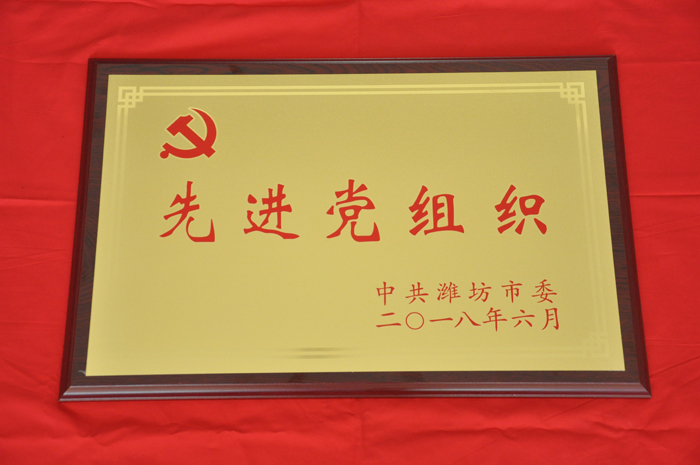 先进党组织
中共潍坊市委
二〇一八年六月